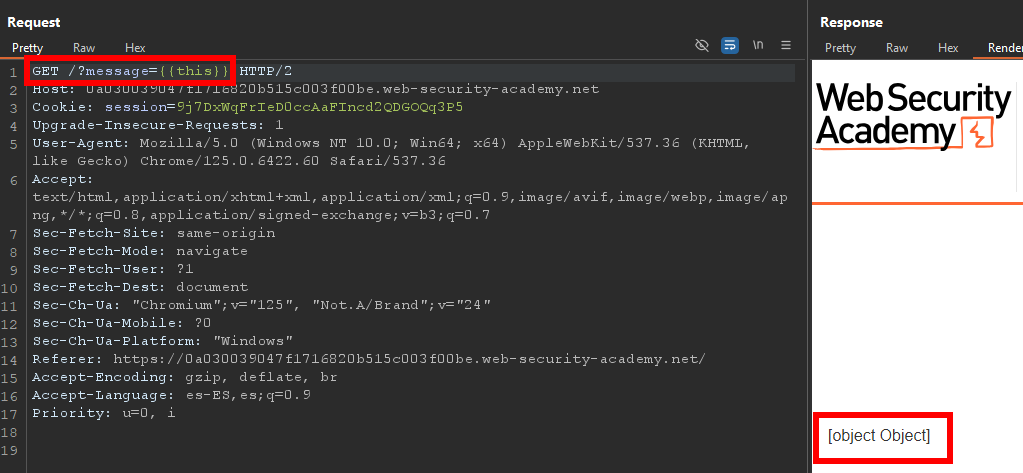 Request
Pretty Raw Hex
\n
1 GET /?message={{this}} HTTP/2
2 Host: 0a030039047f1716820b515c003f00be.web-security-academy.net
3 Cookie: session=9j7DxWqFrIeD0ccAaFIncd2QDGOQq3P5
4 Upgrade-Insecure-Requests: 1
5 User-Agent: Mozilla/5.0 (Windows NT 10.0; Win64; x64) AppleWebKit/537.36 (KHTML,
like Gecko) Chrome/125.0.6422.60 Safari/537.36
6 Accept:
text/html,application/xhtml+xml,application/xml;q=0.9,image/avif,image/webp,image/ap
ng,*/*;q=0.8,application/signed-exchange;v=b3;q=0.7
7 Sec-Fetch-Site: same-origin
8 Sec-Fetch-Mode: navigate
9 Sec-Fetch-User: ?1
10 Sec-Fetch-Dest: document
11 Sec-Ch-Ua: "Chromium";v="125", "Not.A/Brand";v="24"
12 Sec-Ch-Ua-Mobile: ?0
13 Sec-Ch-Ua-Platform: "Windows"
14 Referer: https://0a030039047f1716820b515c003f00be.web-security-academy.net/
15 Accept-Encoding: gzip, deflate, br
16 Accept-Language: es-ES,es;q=0.9
17 Priority: u=0, i
18
19
Response
Pretty Raw Hex Render
Web Security
Academy
[object Object]